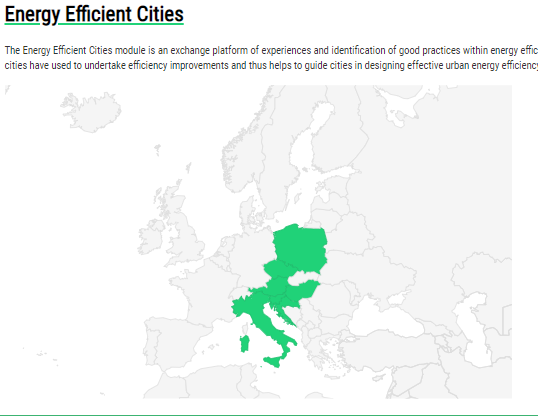 Energy Efficient Cities
The Energy Efficient Cities module is an exchange platform of experiences and identification of good practices within energy effic
cities have used to undertake efficiency improvements and thus helps to guide cities in designing effective urban energy efficiency